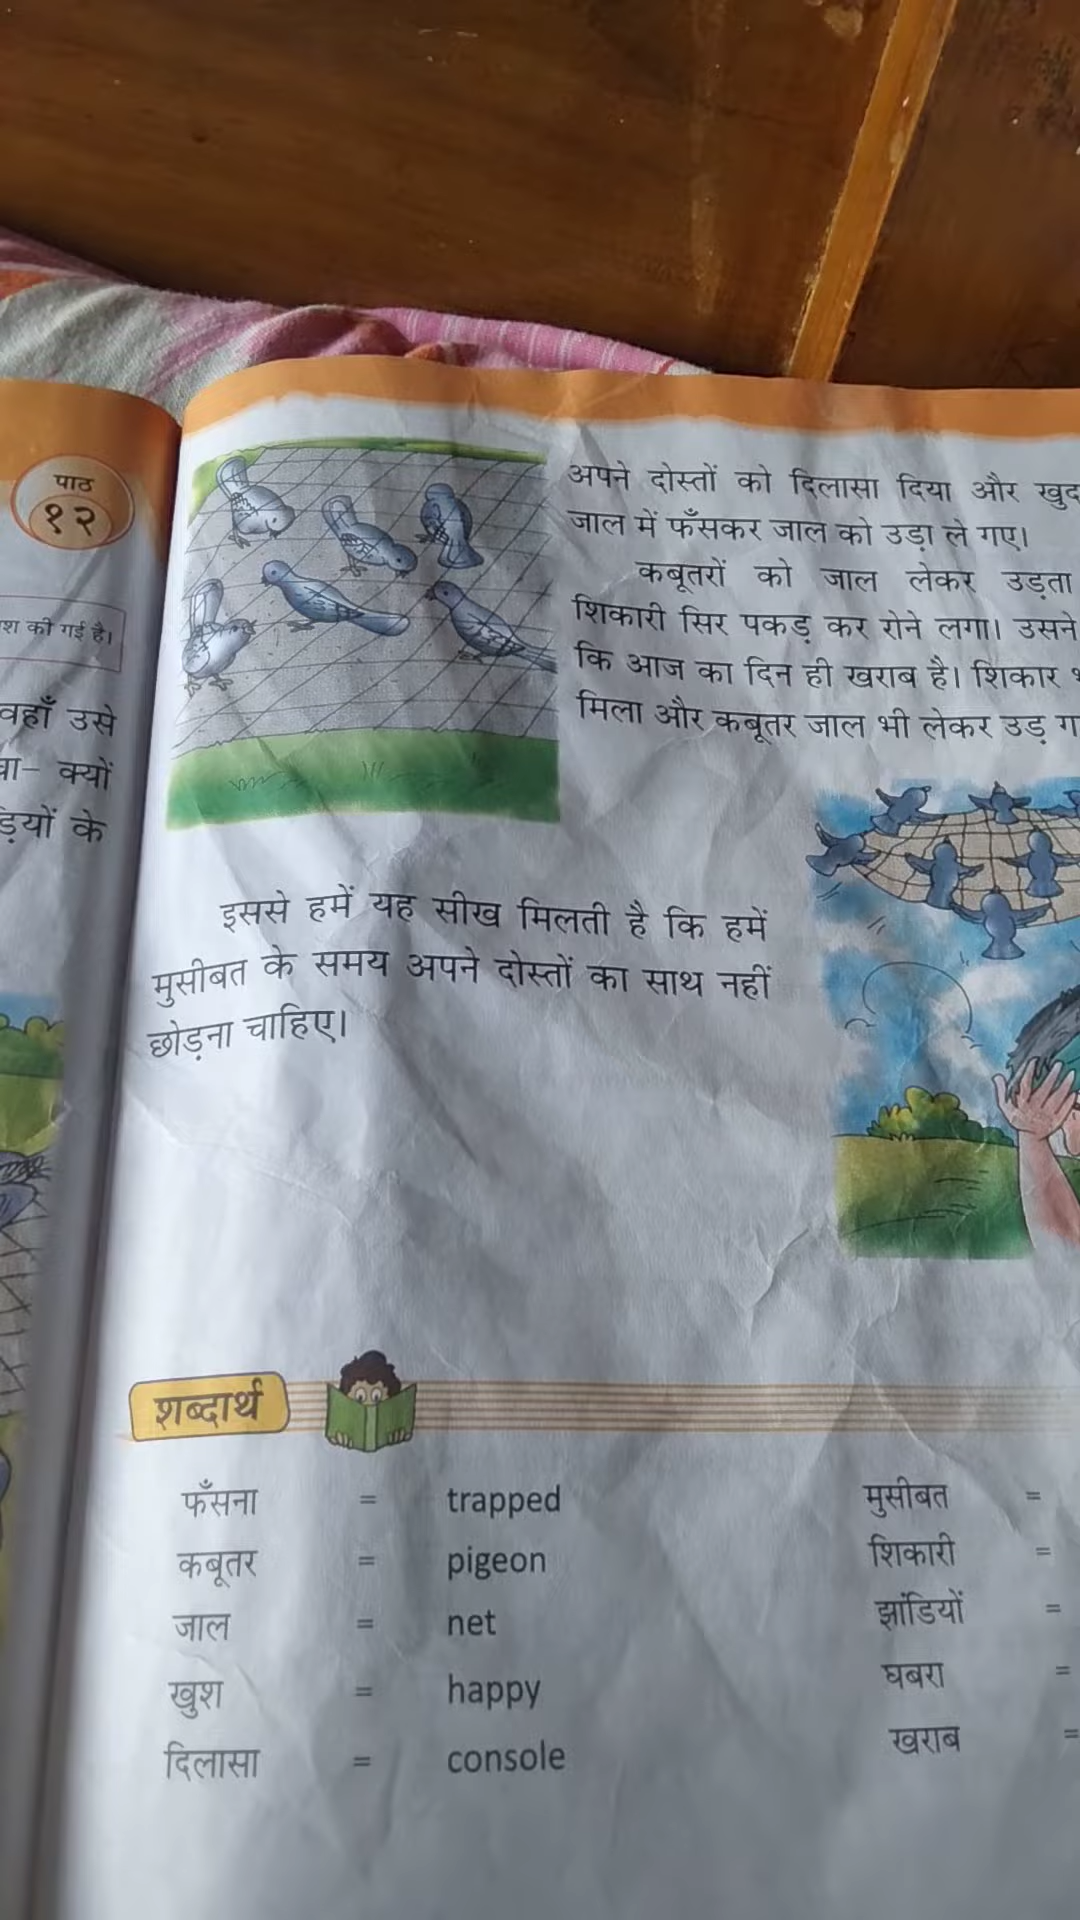 पाठ
१२
श की गई है।
वहाँ उसे
क्यों
के
अपने दोस्तों को दिलासा दिया और खुद
जाल में फँसकर जाल को उड़ा ले गए।
कबूतरों को जाल लेकर उड़ता
शिकारी सिर पकड़ कर रोने लगा। उसने
कि आज का दिन ही खराब है। शिकार
मिला और कबूतर जाल भी लेकर उड़
इससे हमें यह सीख मिलती है कि हमें
मुसीबत के समय अपने दोस्तों का साथ नहीं
छोड़ना चाहिए।
शब्दार्थ
फँसना = trapped
मुसीबत =
कबूतर = pigeon
शिकारी =
जाल = net
झांडियों =
खुश = happy
घबरा =
दिलासा = console
खराब =